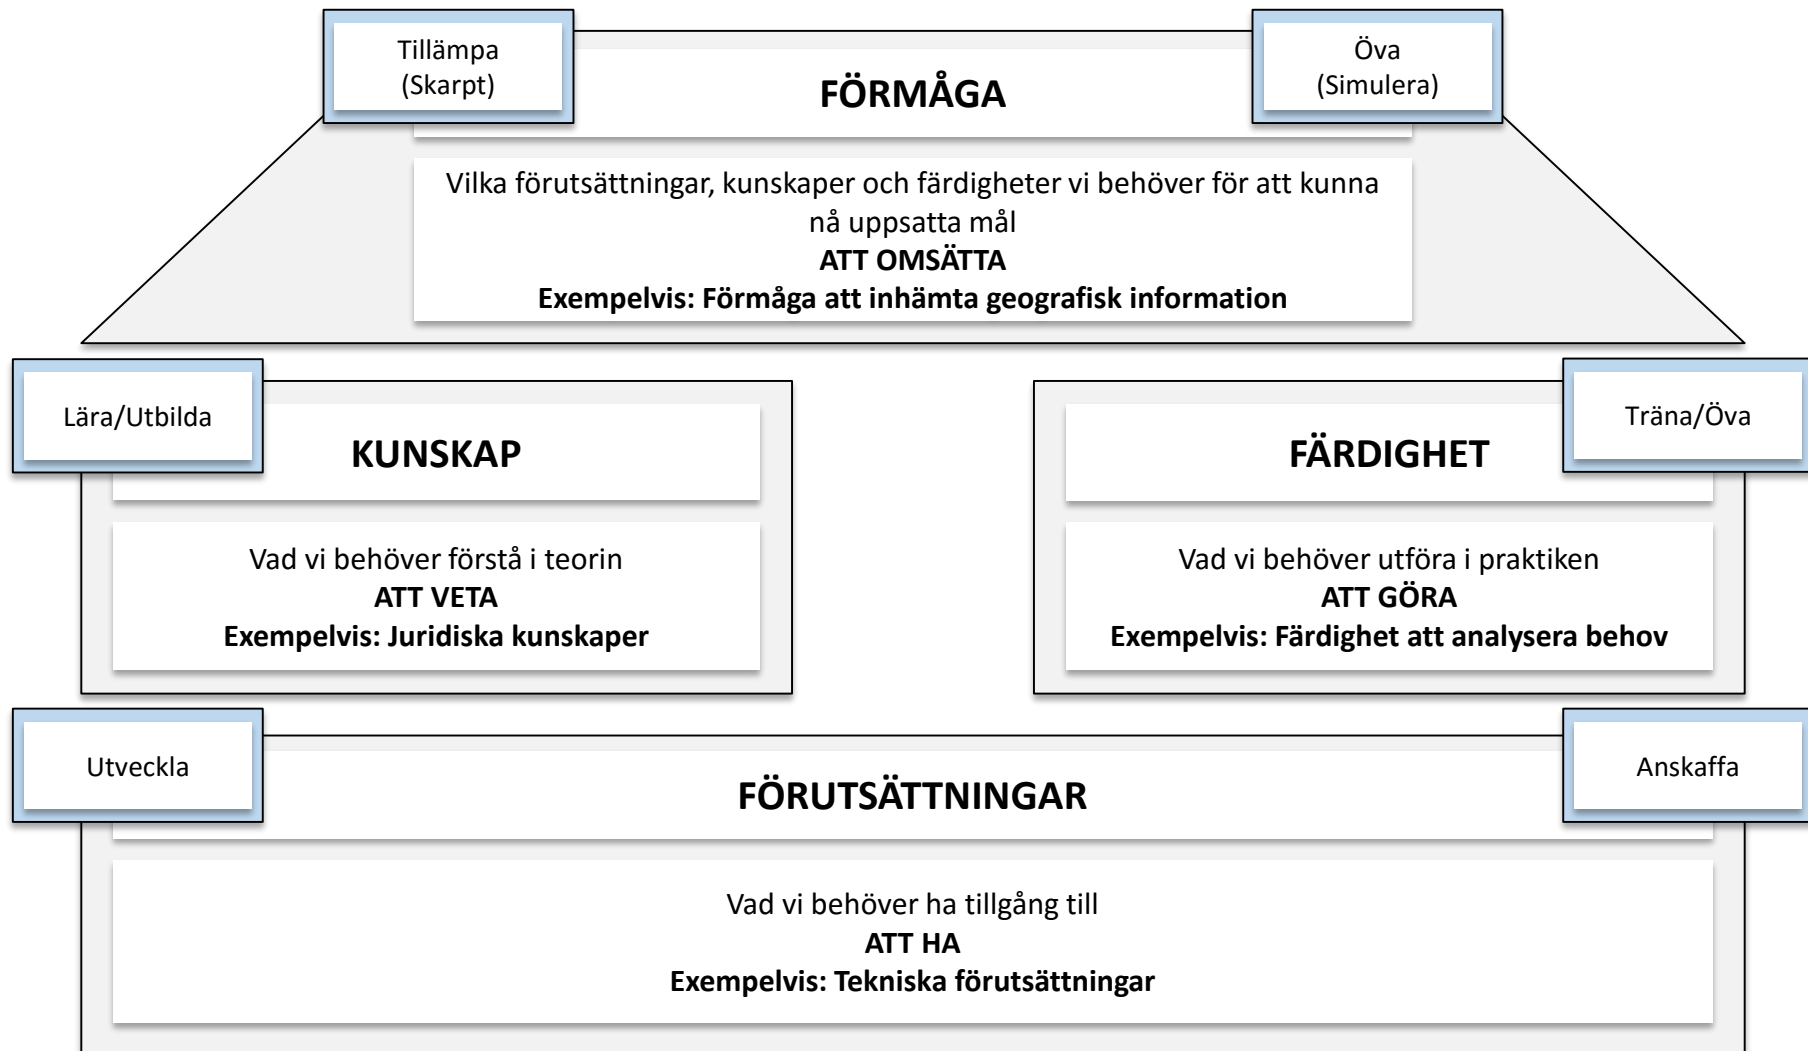 Tillämpa
(Skarpt)
FÖRMÅGA
Öva
(Simulera)
Vilka förutsättningar, kunskaper och färdigheter vi behöver för att kunna
nå uppsatta mål
ATT OMSÄTTA
Exempelvis: Förmåga att inhämta geografisk information
Lära/Utbilda
KUNSKAP
Vad vi behöver förstå i teorin
ATT VETA
Exempelvis: Juridiska kunskaper
Träna/Öva
FÄRDIGHET
Vad vi behöver utföra i praktiken
ATT GÖRA
Exempelvis: Färdighet att analysera behov
Utveckla
FÖRUTSÄTTNINGAR
Anskaffa
Vad vi behöver ha tillgång till
ATT HA
Exempelvis: Tekniska förutsättningar